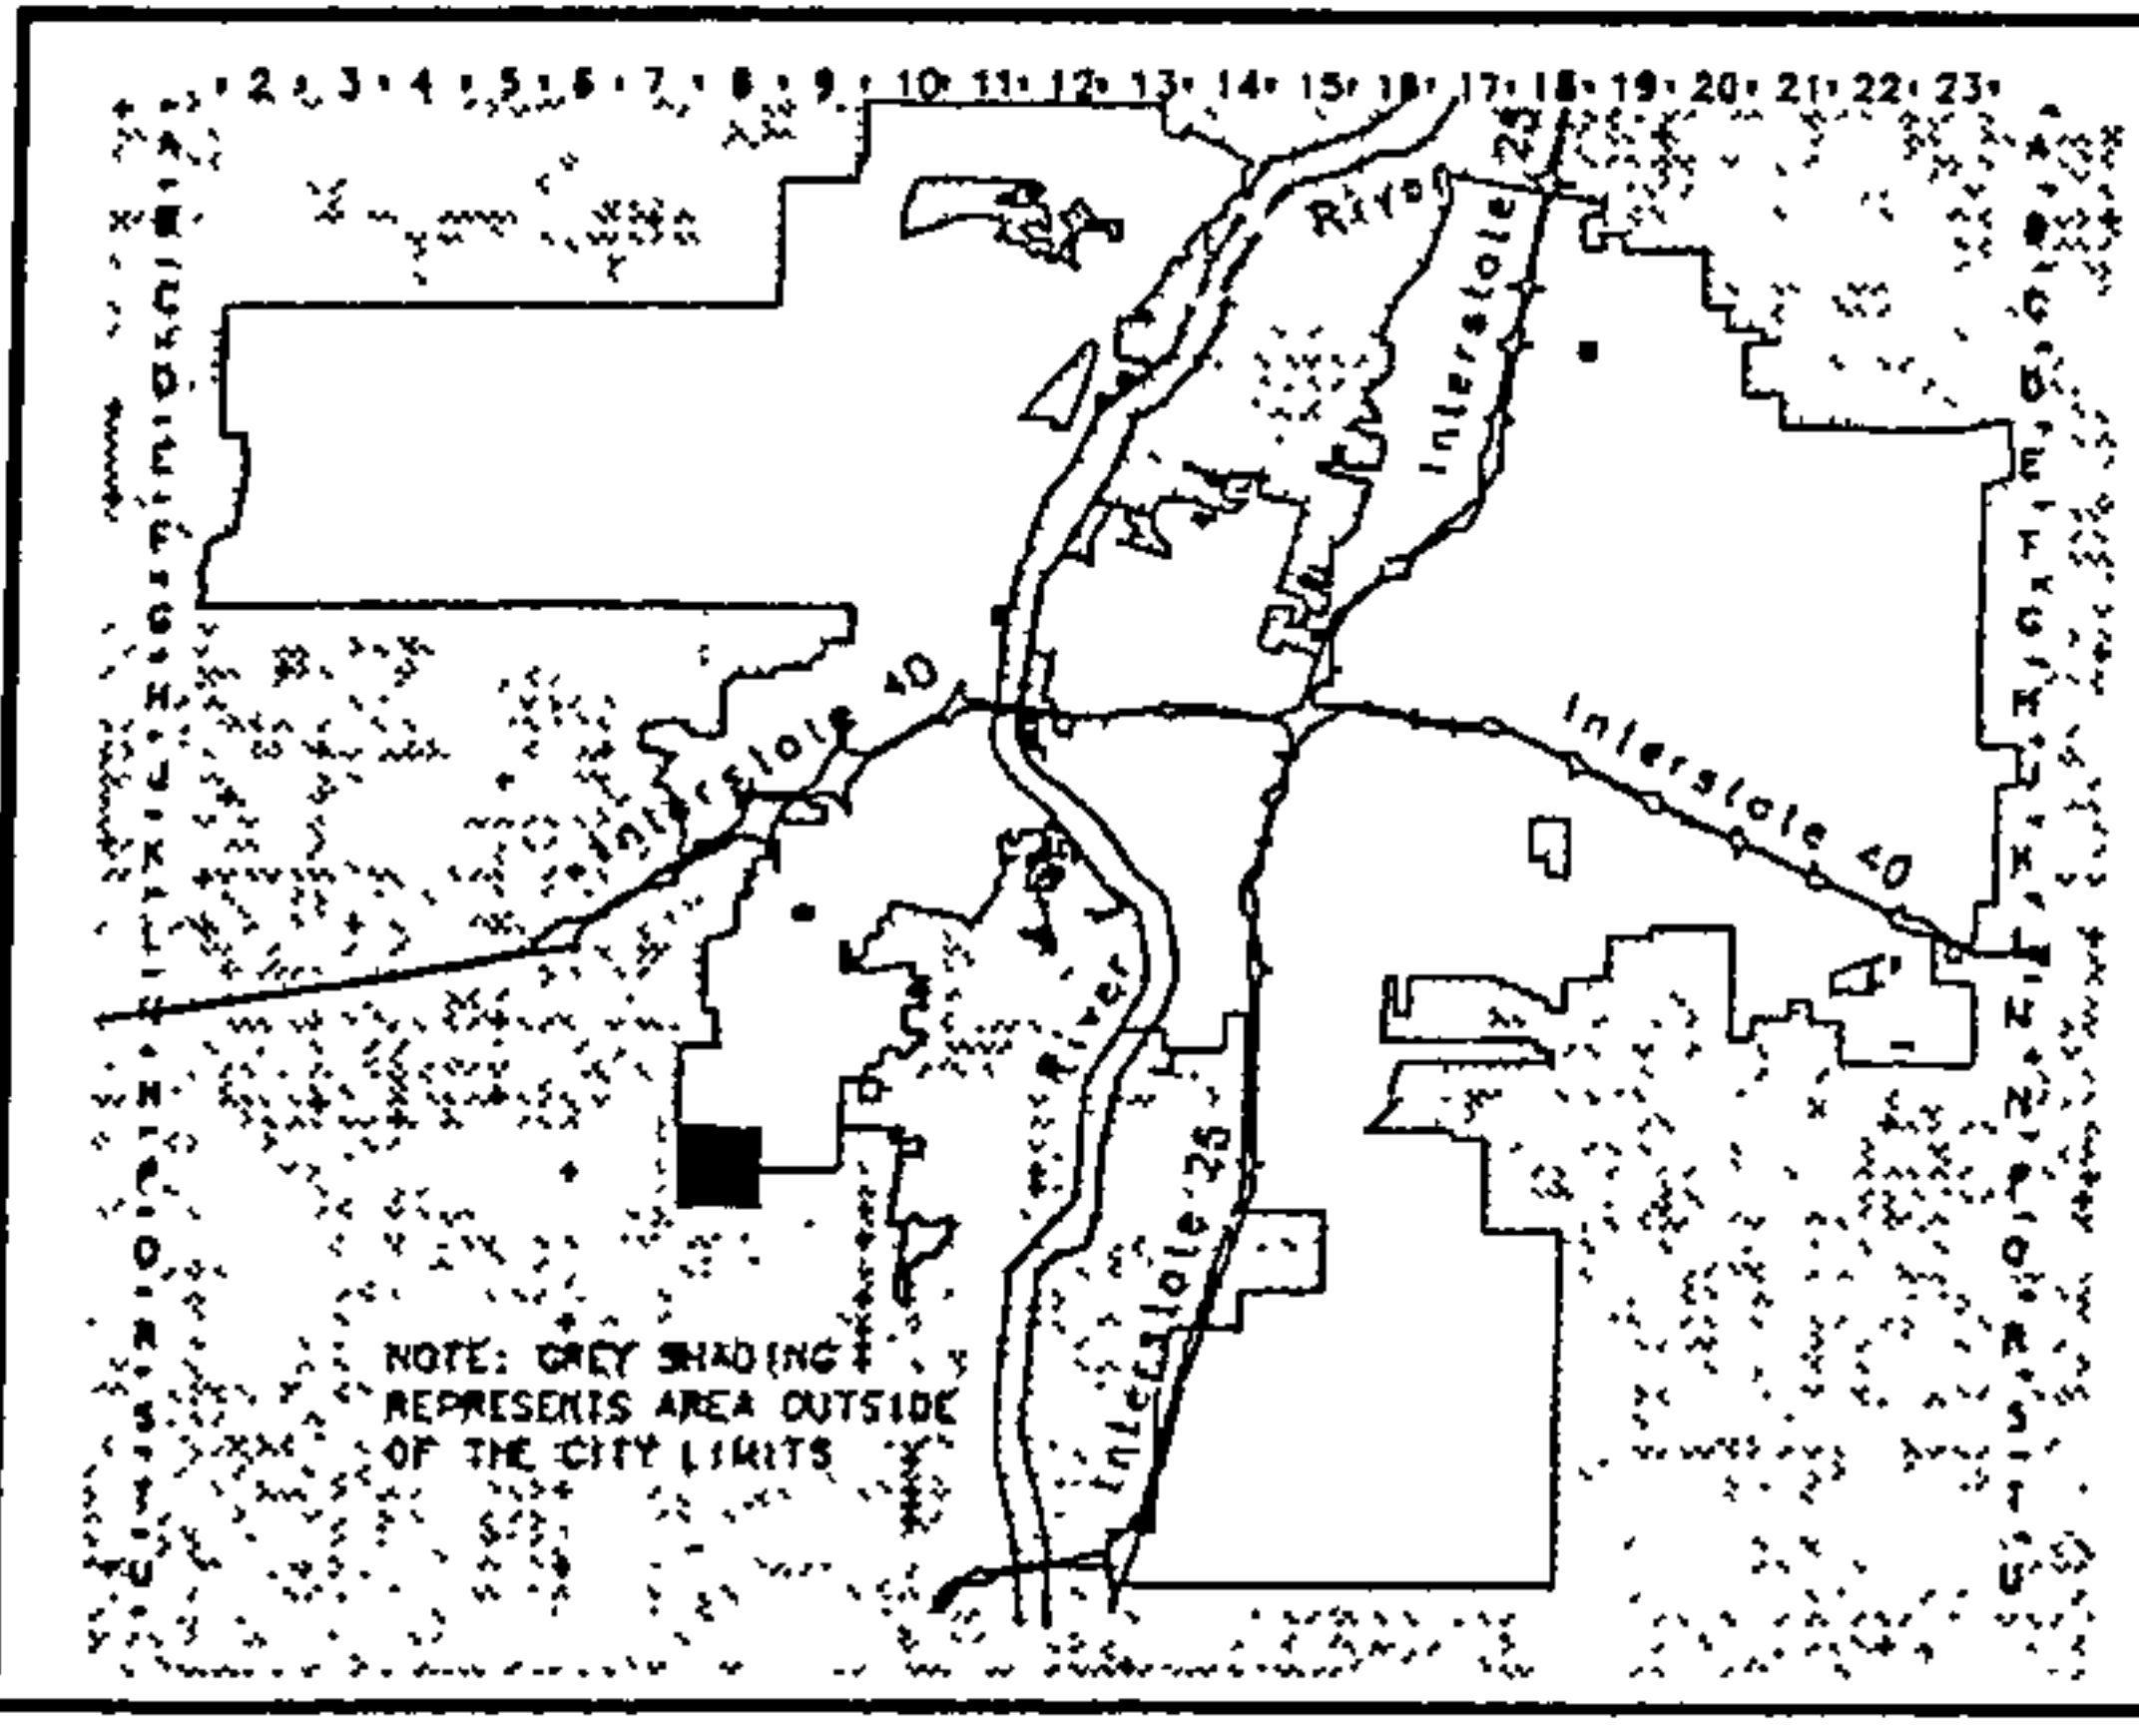 2 3 4 5 6 7 8 9 10 11 12 13 14 15 16 17 18 19 20 21 22 23
River
Interstate 25
Interstate 40
Interstate 40
River
Interstate 25
NOTE: GREY SHADING
REPRESENTS AREA OUTSIDE
OF THE CITY LIMITS